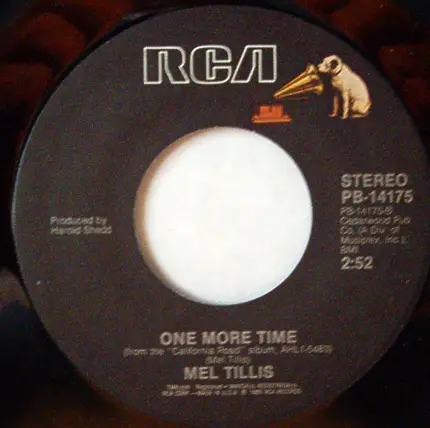 RCA
STEREO
PB-14175
PB-14175-B
Cedarwood Pub.
Co. (A Div. of
Musiplex, Inc.),
BMI
2:52
Produced by
Harold Shedd
ONE MORE TIME
(from the "California Road" album, AHL1-5483)
(Mel Tillis)
MEL TILLIS